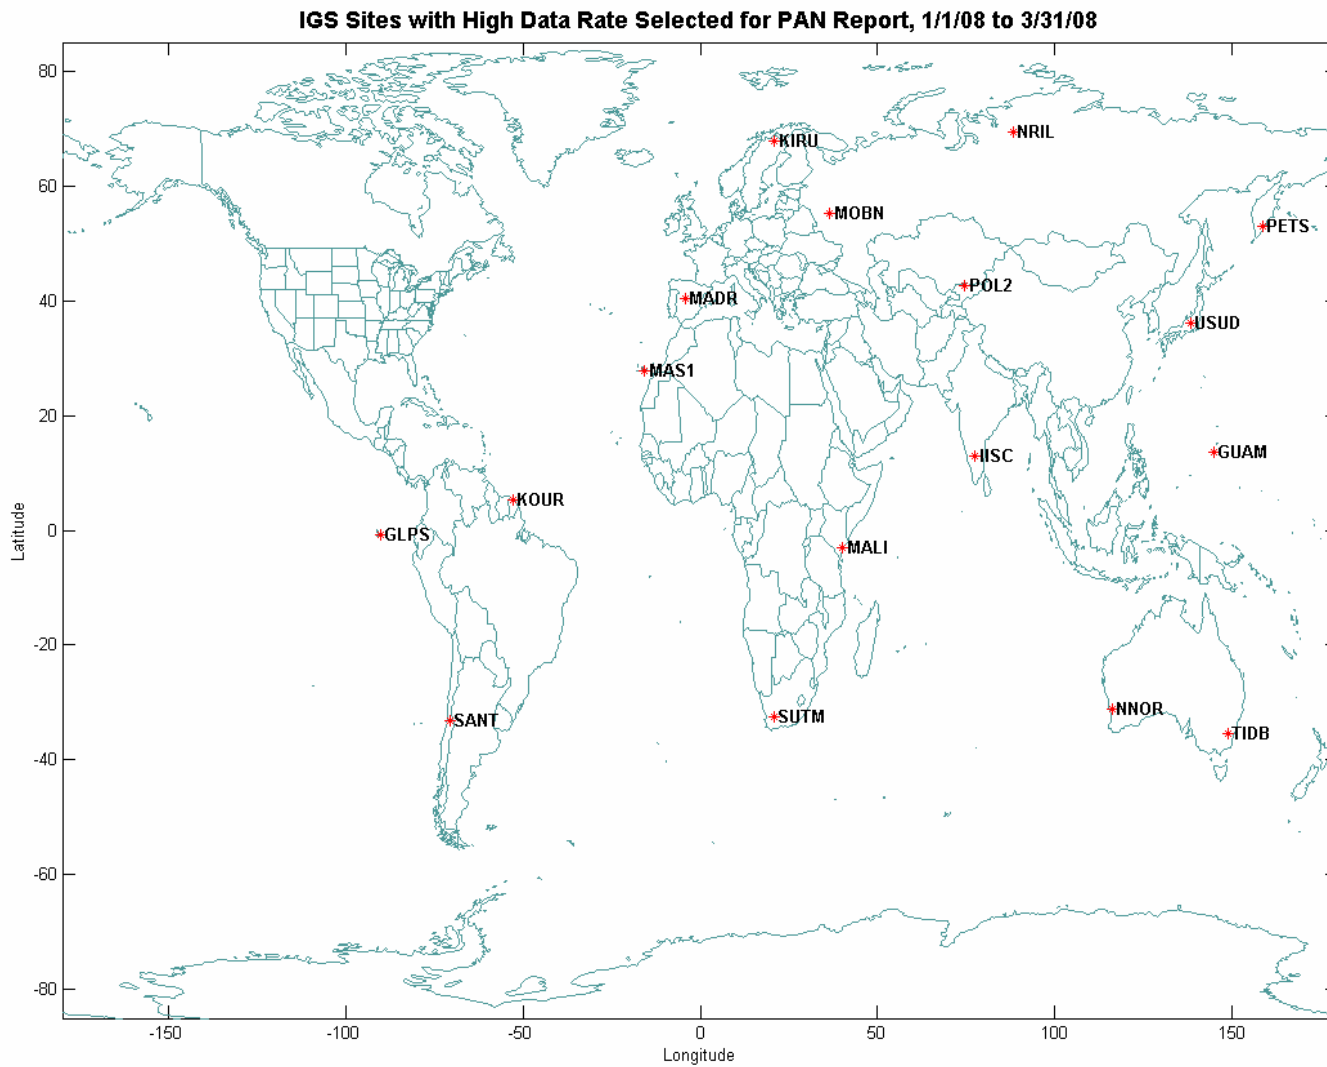 IGS Sites with High Data Rate Selected for PAN Report, 1/1/08 to 3/31/08
80
NRIL
KIRU
60
MOBN
PETS
POL2
40
MADR
USUD
MAS1
20
IISC
GUAM
KOUR
Latitude
0
GLPS
MALI
-20
SANT
SUTM
NNOR
TIDB
-40
-60
-80
-150
-100
-50
0
50
100
150
Longitude